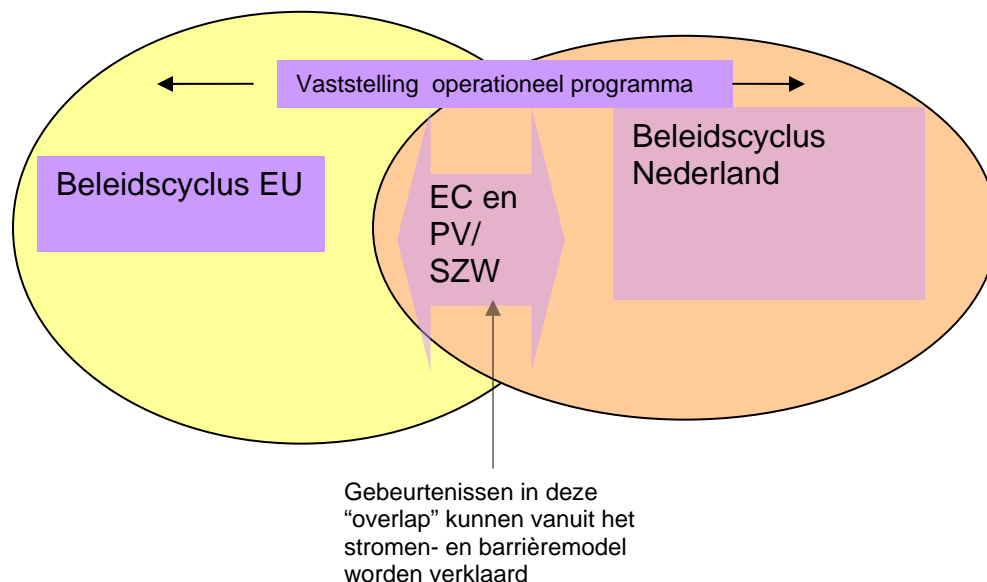 Vaststelling operationeel programma
Beleidscyclus EU
EC en
PV/
SZW
Beleidscyclus
Nederland
Gebeurtenissen in deze
“overlap” kunnen vanuit het
stromen- en barrièremodel
worden verklaard